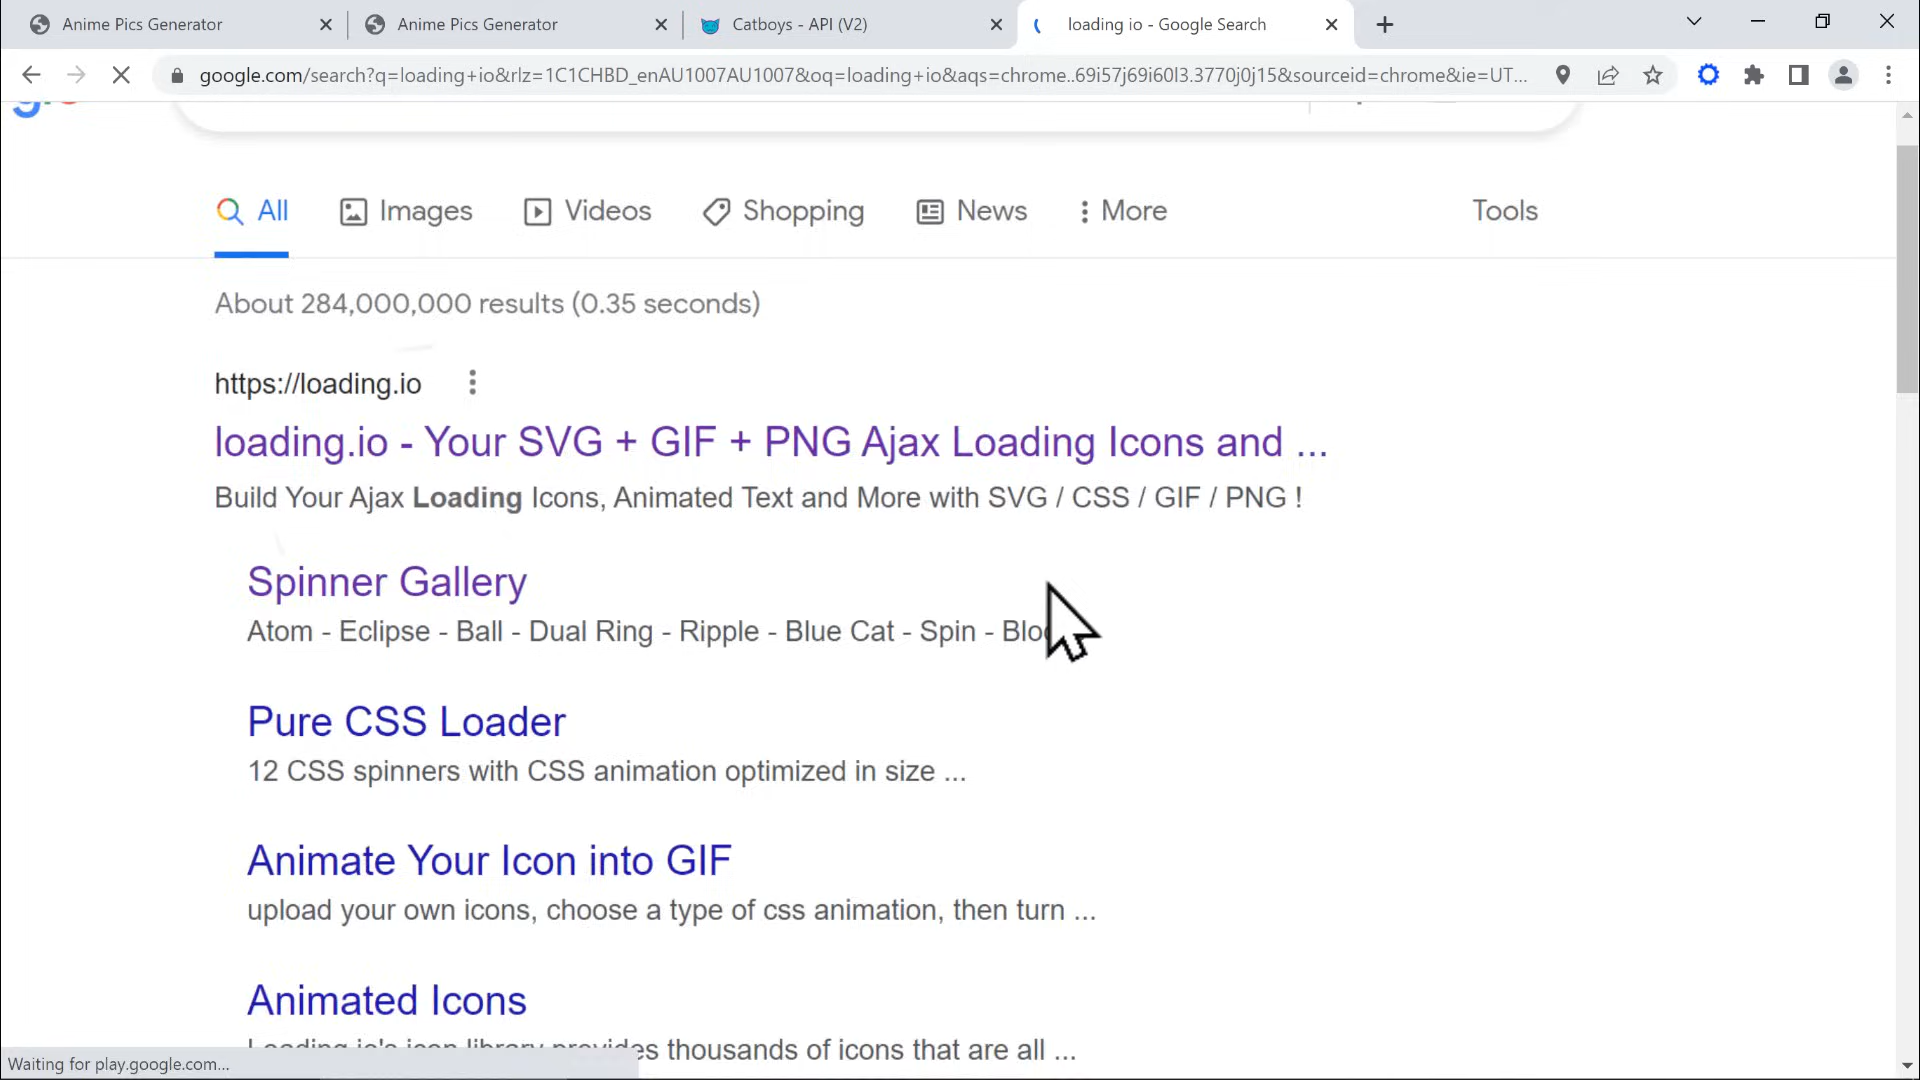 Anime Pics Generator
Anime Pics Generator
Catboys - API (V2)
loading io - Google Search
google.com/search?q=loading+io&rlz=1C1CHBD_enAU1007AU1007&oq=loading+io&aqs=chrome..69i57j69i60l3.3770j0j15&sourceid=chrome&ie=UT...
All
Images
Videos
Shopping
News
More
Tools
About 284,000,000 results (0.35 seconds)
https://loading.io
loading.io - Your SVG + GIF + PNG Ajax Loading Icons and ...
Build Your Ajax Loading Icons, Animated Text and More with SVG / CSS / GIF / PNG !
Spinner Gallery
Atom - Eclipse - Ball - Dual Ring - Ripple - Blue Cat - Spin -
Pure CSS Loader
12 CSS spinners with CSS animation optimized in size ...
Animate Your Icon into GIF
upload your own icons, choose a type of css animation, then turn ...
Animated Icons
Loading.io's icon library provides thousands of icons that are all ...
Waiting for play.google.com...